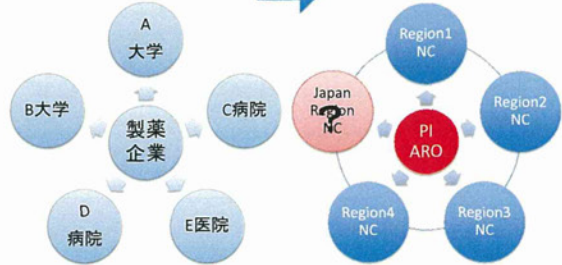 A
大学
B大学
C病院
製薬
企業
D
病院
E医院
Region1
NC
Japan
Region
NC
?
Region2
NC
PI
ARO
Region4
NC
Region3
NC